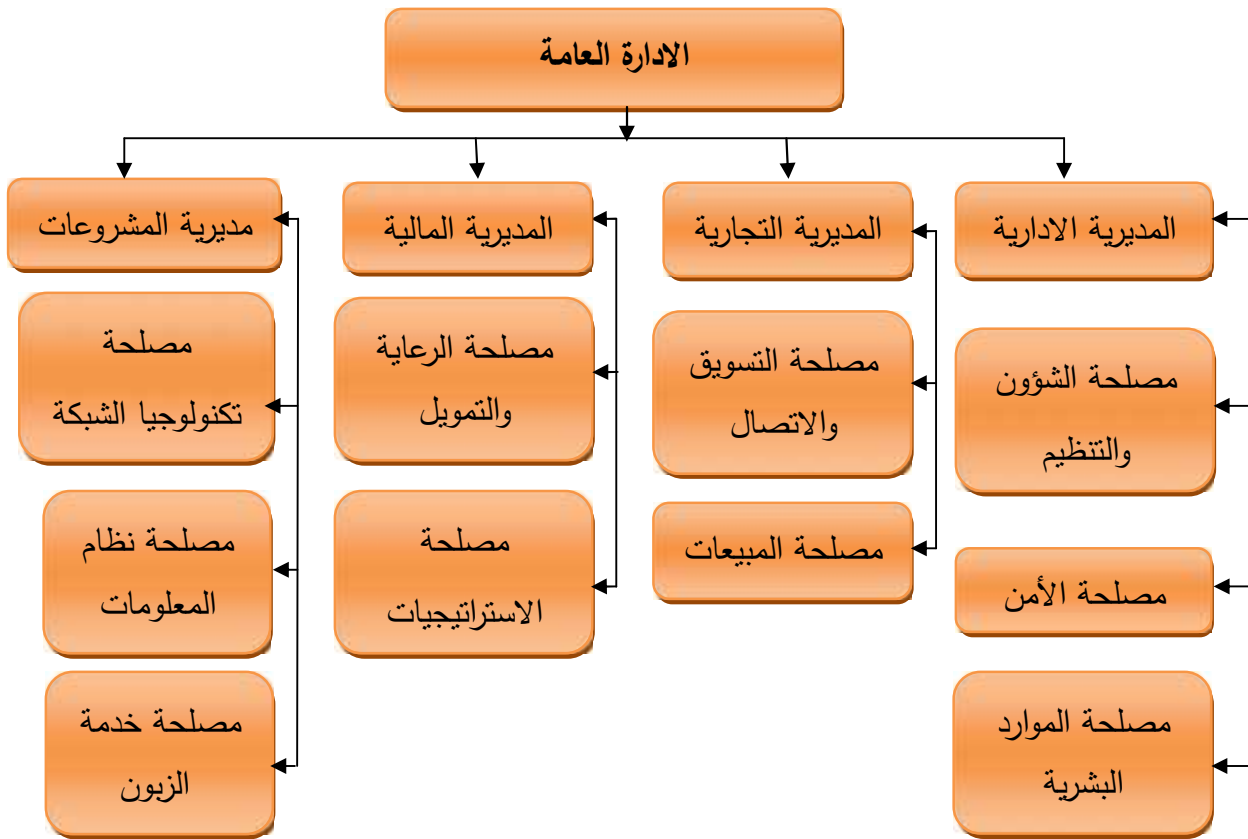 الادارة العامة
المديرية الادارية
المديرية التجارية
المديرية المالية
مديرية المشروعات
مصلحة الشؤون
والتنظيم
مصلحة التسويق
والاتصال
مصلحة الرعاية
والتمويل
مصلحة
تكنولوجيا الشبكة
مصلحة الأمن
مصلحة المبيعات
مصلحة
الاستراتيجيات
مصلحة نظام
المعلومات
مصلحة الموارد
البشرية
مصلحة خدمة
الزبون